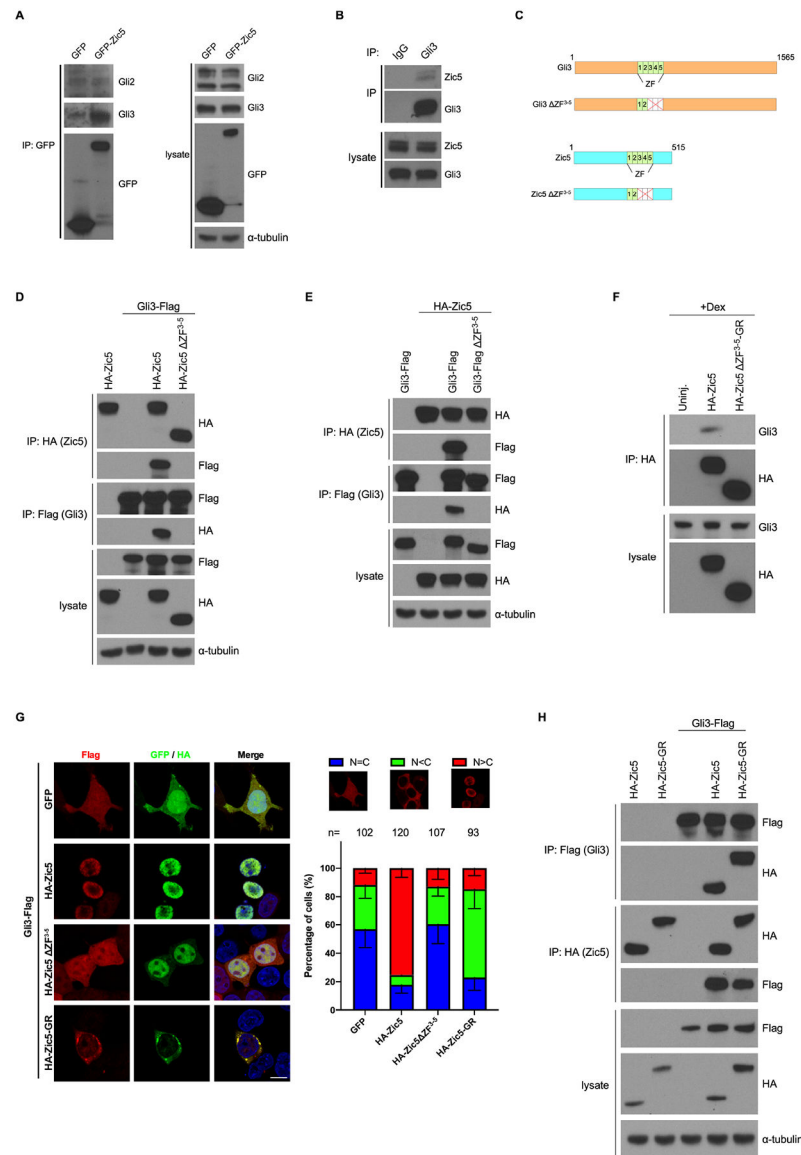 A
GFP
GFP-Zic5
Gli2
Gli3
IP: GFP
GFP
GFP
GFP-Zic5
Gli2
Gli3
lysate
GFP
α-tubulin
B
IP:
IgG
Gli3
IP
Zic5
Gli3
lysate
Zic5
Gli3
C
1
1565
Gli3
1 2 3 4 5
ZF
Gli3 ΔZF3-5
1 2
1
515
Zic5
1 2 3 4 5
ZF
Zic5 ΔZF3-5
1 2
D
Gli3-Flag
HA-Zic5
HA-Zic5
HA-Zic5 ΔZF3-5
IP: HA (Zic5)
HA
Flag
IP: Flag (Gli3)
Flag
HA
lysate
Flag
HA
α-tubulin
E
HA-Zic5
Gli3-Flag
Gli3-Flag
Gli3-Flag ΔZF3-5
IP: HA (Zic5)
HA
Flag
IP: Flag (Gli3)
Flag
HA
lysate
Flag
HA
α-tubulin
F
+Dex
Uninj.
HA-Zic5
HA-Zic5 ΔZF3-5-GR
IP: HA
Gli3
HA
lysate
Gli3
HA
G
Flag
GFP / HA
Merge
Gli3-Flag
GFP
HA-Zic5
HA-Zic5 ΔZF3-5
HA-Zic5-GR
N=C
N<C
N>C
n=
102
120
107
93
Percentage of cells (%)
100
80
60
40
20
0
GFP
HA-Zic5
HA-Zic5ΔZF3-5
HA-Zic5-GR
H
Gli3-Flag
HA-Zic5
HA-Zic5-GR
HA-Zic5
HA-Zic5-GR
IP: Flag (Gli3)
Flag
HA
IP: HA (Zic5)
HA
Flag
lysate
Flag
HA
α-tubulin